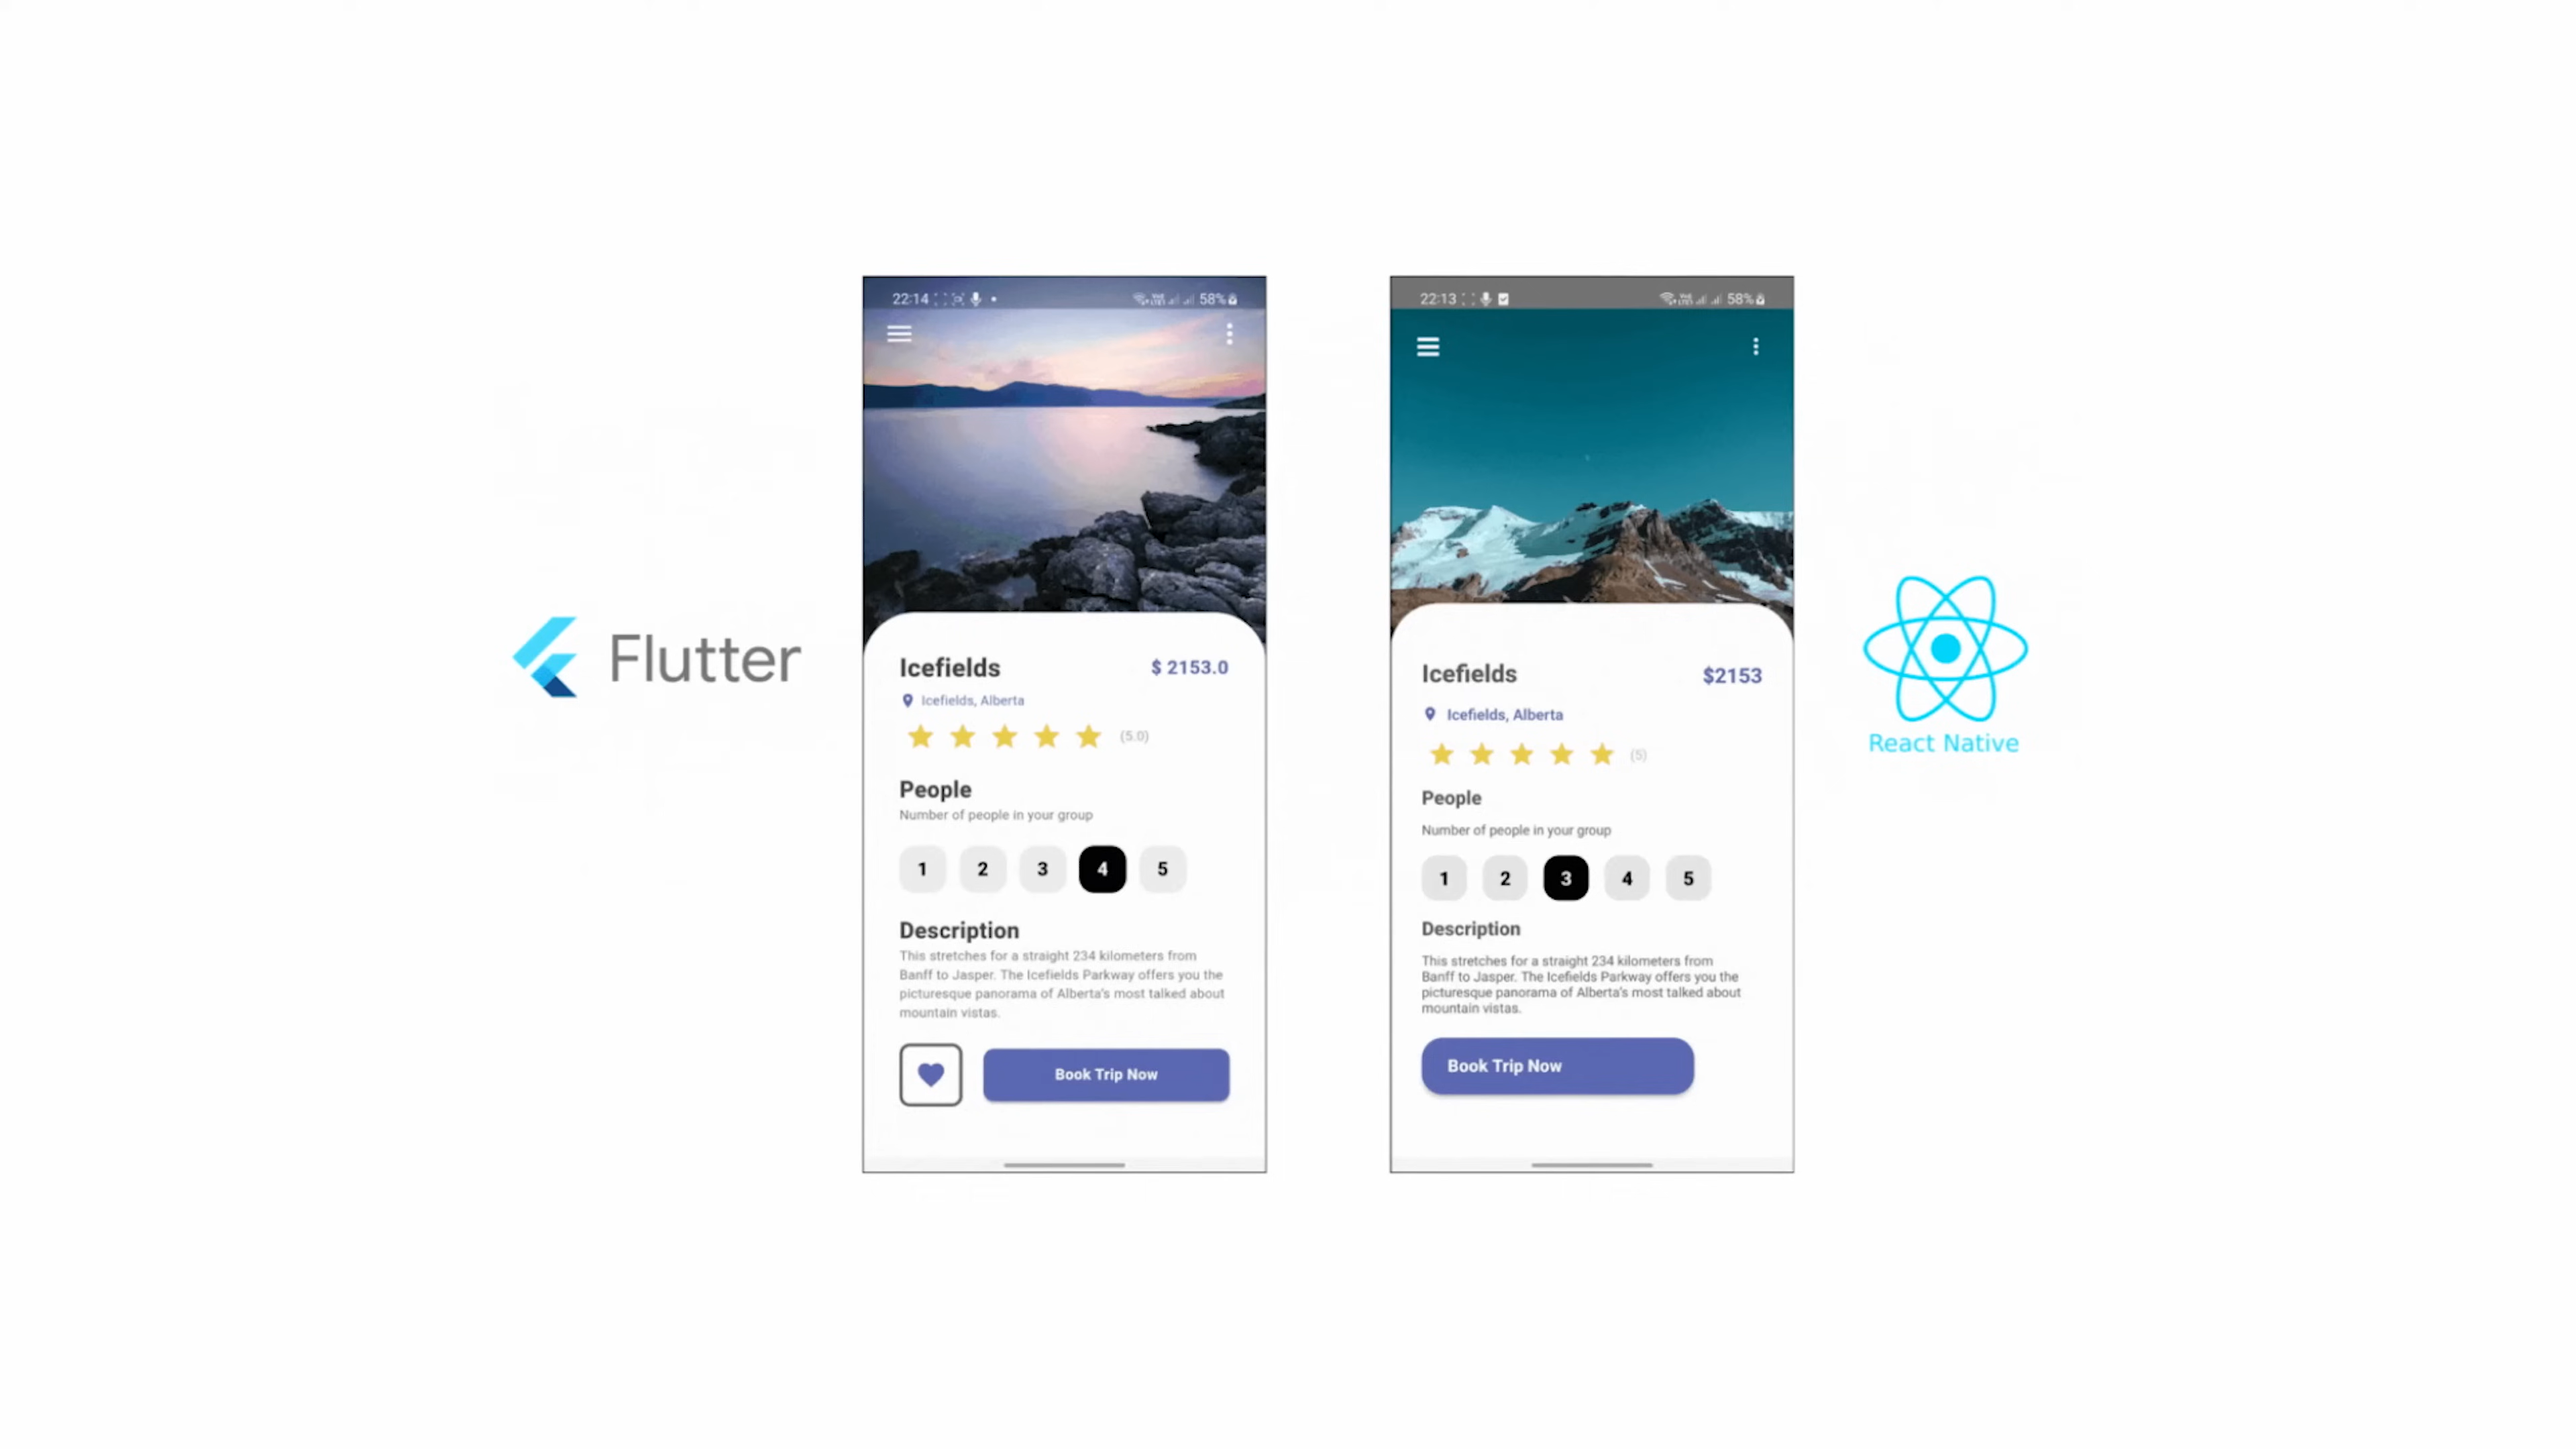 Flutter
22:14
58%
Icefields
$ 2153.0
Icefields, Alberta
(5.0)
People
Number of people in your group
1 2 3 4 5
Description
This stretches for a straight 234 kilometers from
Banff to Jasper. The Icefields Parkway offers you the
picturesque panorama of Alberta's most talked about
mountain vistas.
Book Trip Now
22:13
58%
Icefields
$2153
Icefields, Alberta
(5)
People
Number of people in your group
1 2 3 4 5
Description
This stretches for a straight 234 kilometers from
Banff to Jasper. The Icefields Parkway offers you the
picturesque panorama of Alberta's most talked about
mountain vistas.
Book Trip Now
React Native